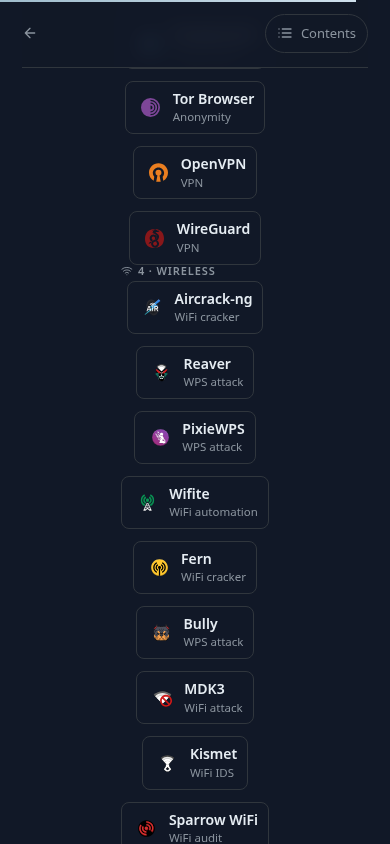 Contents
Tor Browser
Anonymity
OpenVPN
VPN
WireGuard
VPN
4 · WIRELESS
Aircrack-ng
WiFi cracker
Reaver
WPS attack
PixieWPS
WPS attack
Wifite
WiFi automation
Fern
WiFi cracker
Bully
WPS attack
MDK3
WiFi attack
Kismet
WiFi IDS
Sparrow WiFi
WiFi audit